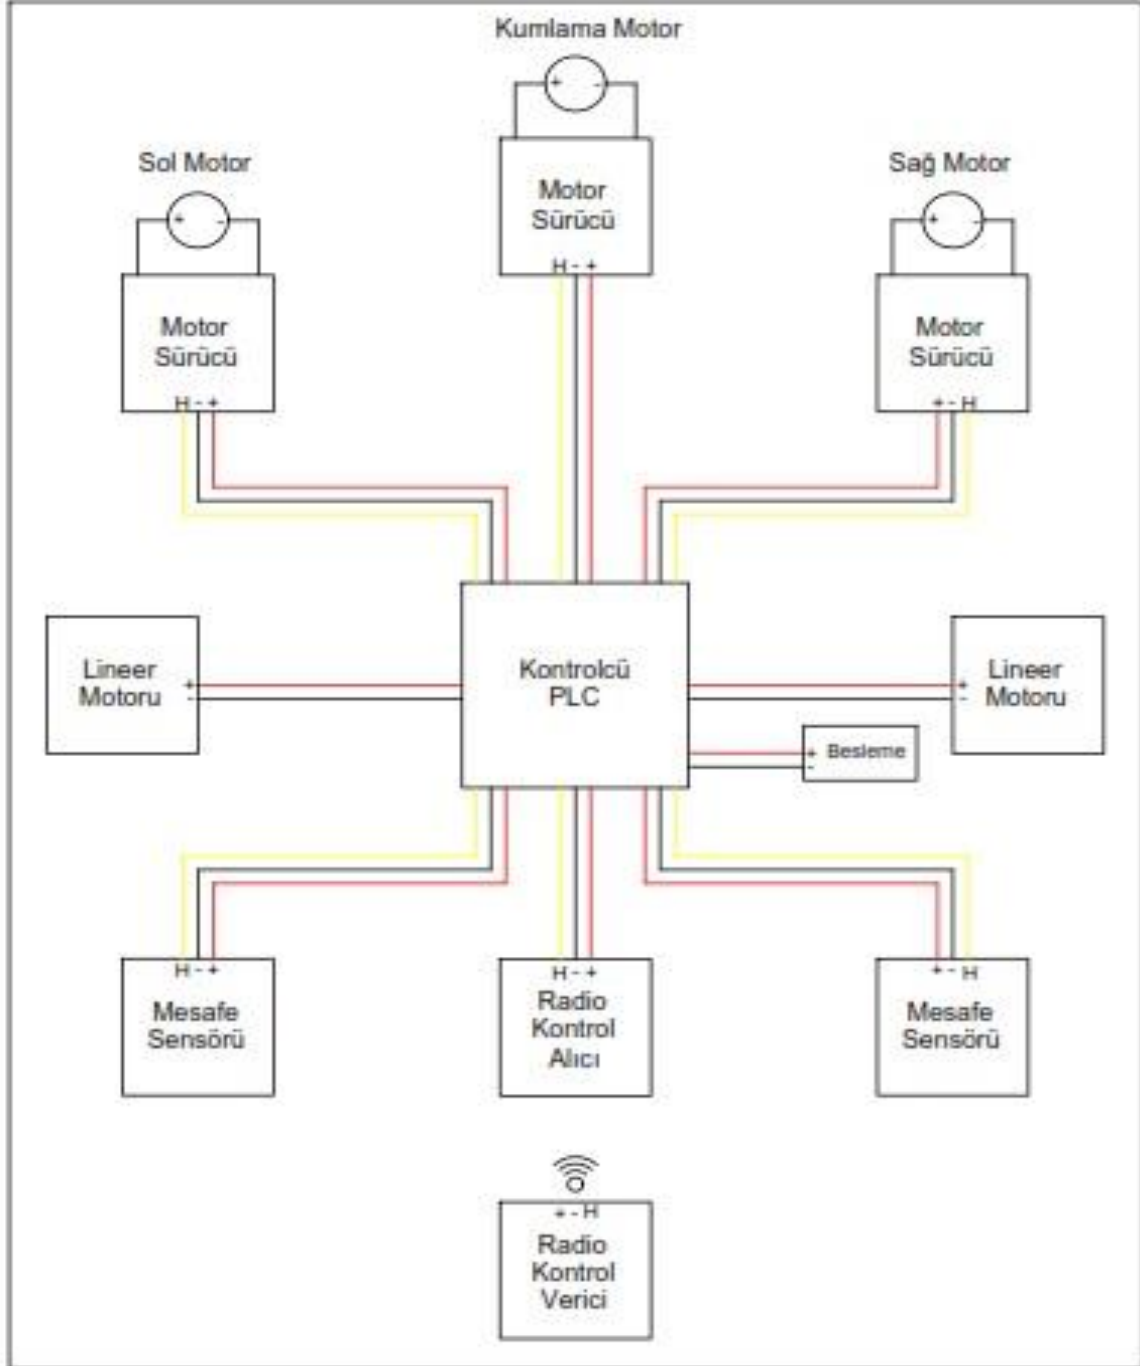 Kumlama Motor
+ -
Motor
Sürücü
H - +
Sol Motor
+ -
Motor
Sürücü
H - +
Sağ Motor
+ -
Motor
Sürücü
+ - H
Lineer
Motoru
+
-
Kontrolcü
PLC
Lineer
Motoru
+
-
Besleme
+
-
H - +
Mesafe
Sensörü
H - +
Radio
Kontrol
Alıcı
+ - H
Mesafe
Sensörü
+ - H
Radio
Kontrol
Verici